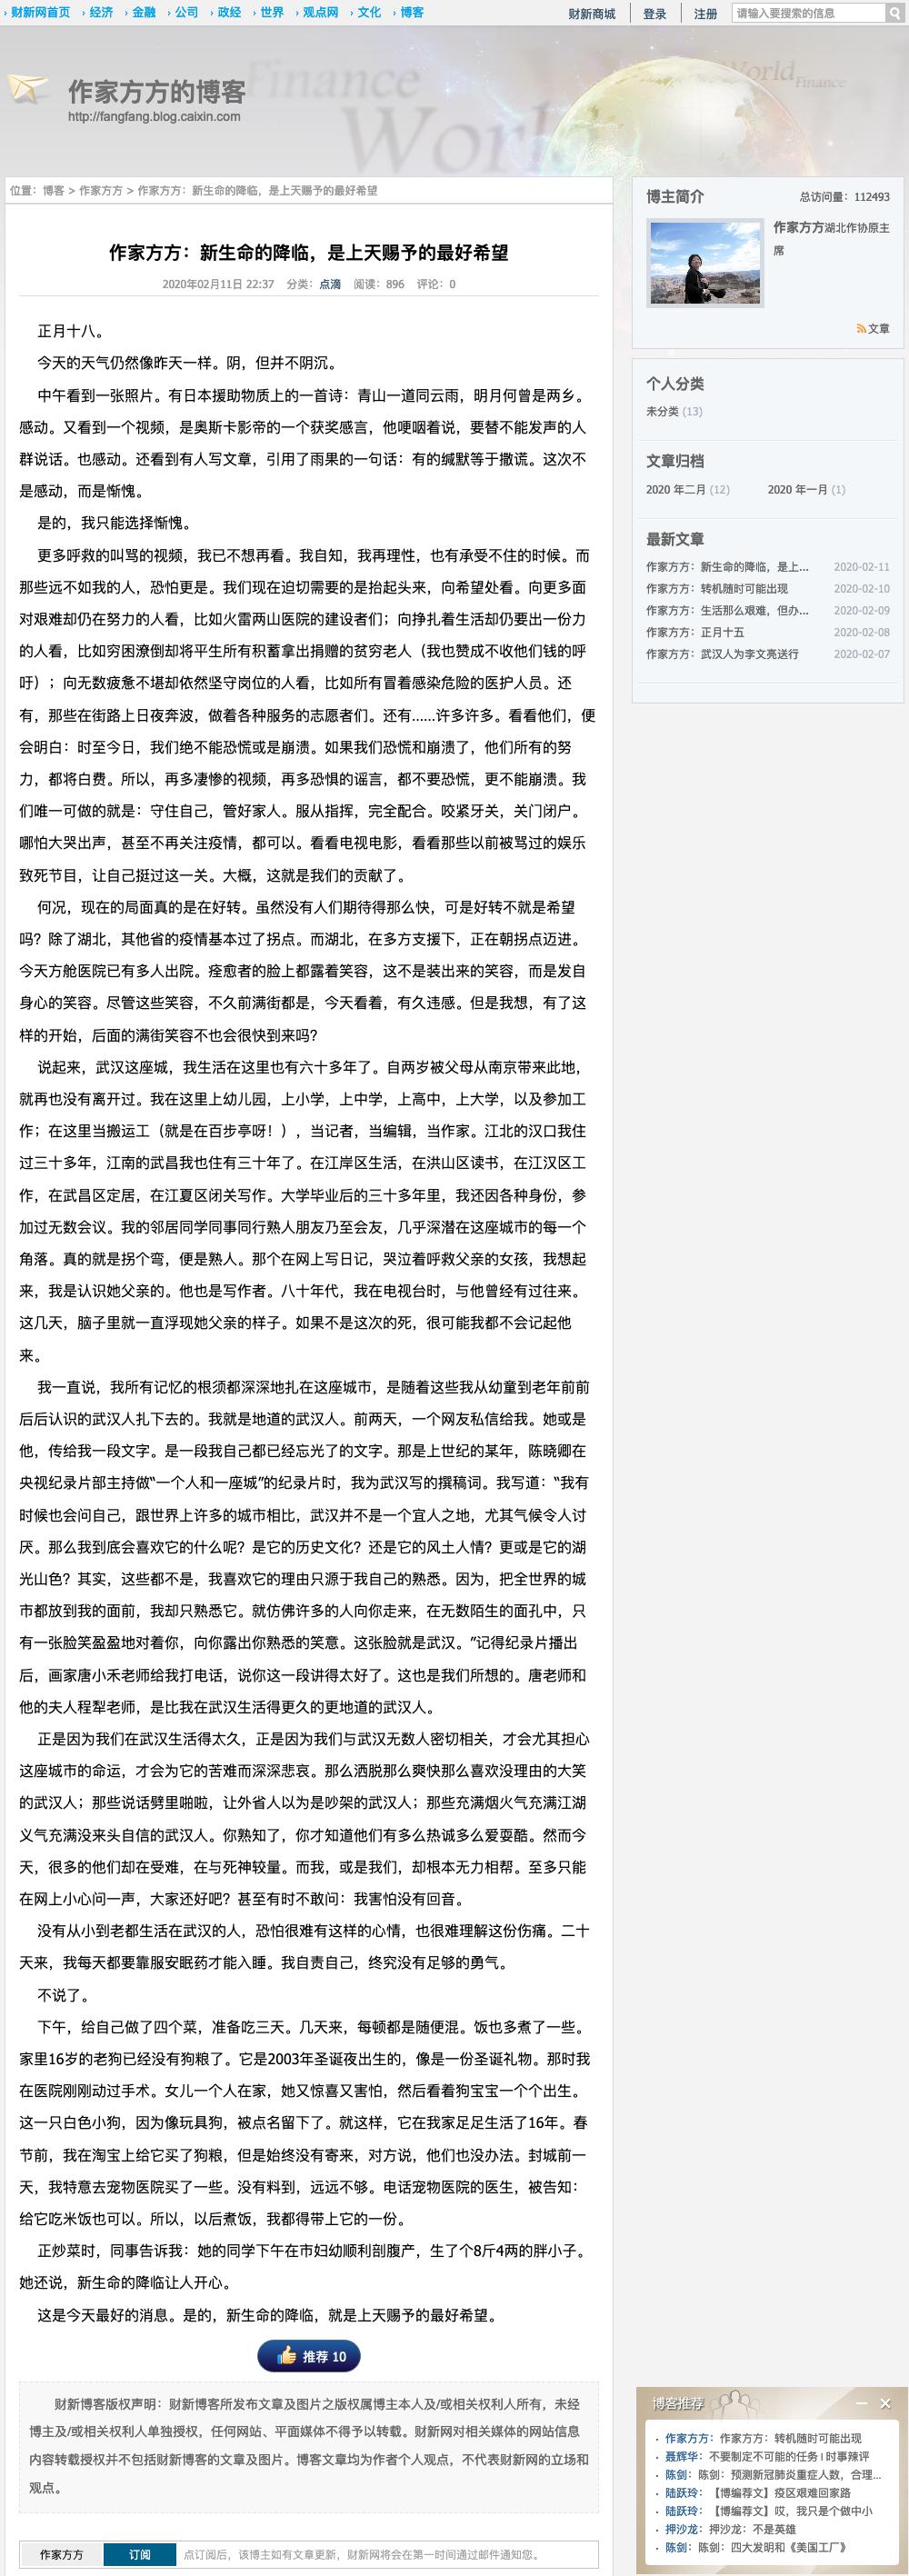 › 财新网首页 › 经济 › 金融 › 公司 › 政经 › 世界 › 观点网 › 文化 › 博客
财新商城 登录 注册 请输入要搜索的信息
作家方方的博客
http://fangfang.blog.caixin.com
Finance
World
World
Finance
位置：博客 > 作家方方 > 作家方方：新生命的降临，是上天赐予的最好希望
作家方方：新生命的降临，是上天赐予的最好希望
2020年02月11日 22:37 分类：点滴 阅读：896 评论：0
正月十八。
今天的天气仍然像昨天一样。阴，但并不阴沉。
中午看到一张照片。有日本援助物质上的一首诗：青山一道同云雨，明月何曾是两乡。
感动。又看到一个视频，是奥斯卡影帝的一个获奖感言，他哽咽着说，要替不能发声的人
群说话。也感动。还看到有人写文章，引用了雨果的一句话：有的缄默等于撒谎。这次不
是感动，而是惭愧。
是的，我只能选择惭愧。
更多呼救的叫骂的视频，我已不想再看。我自知，我再理性，也有承受不住的时候。而
那些远不如我的人，恐怕更是。我们现在迫切需要的是抬起头来，向希望处看。向更多面
对艰难却仍在努力的人看，比如火雷两山医院的建设者们；向挣扎着生活却仍要出一份力
的人看，比如穷困潦倒却将平生所有积蓄拿出捐赠的贫穷老人（我也赞成不收他们钱的呼
吁）；向无数疲惫不堪却依然坚守岗位的人看，比如所有冒着感染危险的医护人员。还
有，那些在街路上日夜奔波，做着各种服务的志愿者们。还有……许多许多。看看他们，便
会明白：时至今日，我们绝不能恐慌或是崩溃。如果我们恐慌和崩溃了，他们所有的努
力，都将白费。所以，再多凄惨的视频，再多恐惧的谣言，都不要恐慌，更不能崩溃。我
们唯一可做的就是：守住自己，管好家人。服从指挥，完全配合。咬紧牙关，关门闭户。
哪怕大哭出声，甚至不再关注疫情，都可以。看看电视电影，看看那些以前被骂过的娱乐
致死节目，让自己挺过这一关。大概，这就是我们的贡献了。
何况，现在的局面真的是在好转。虽然没有人们期待得那么快，可是好转不就是希望
吗？除了湖北，其他省的疫情基本过了拐点。而湖北，在多方支援下，正在朝拐点迈进。
今天方舱医院已有多人出院。痊愈者的脸上都露着笑容，这不是装出来的笑容，而是发自
身心的笑容。尽管这些笑容，不久前满街都是，今天看着，有久违感。但是我想，有了这
样的开始，后面的满街笑容不也会很快到来吗？
说起来，武汉这座城，我生活在这里也有六十多年了。自两岁被父母从南京带来此地，
就再也没有离开过。我在这里上幼儿园，上小学，上中学，上高中，上大学，以及参加工
作；在这里当搬运工（就是在百步亭呀！），当记者，当编辑，当作家。江北的汉口我住
过三十多年，江南的武昌我也住有三十年了。在江岸区生活，在洪山区读书，在江汉区工
作，在武昌区定居，在江夏区闭关写作。大学毕业后的三十多年里，我还因各种身份，参
加过无数会议。我的邻居同学同事同行熟人朋友乃至会友，几乎深潜在这座城市的每一个
角落。真的就是拐个弯，便是熟人。那个在网上写日记，哭泣着呼救父亲的女孩，我想起
来，我是认识她父亲的。他也是写作者。八十年代，我在电视台时，与他曾经有过往来。
这几天，脑子里就一直浮现她父亲的样子。如果不是这次的死，很可能我都不会记起他
来。
我一直说，我所有记忆的根须都深深地扎在这座城市，是随着这些我从幼童到老年前前
后后认识的武汉人扎下去的。我就是地道的武汉人。前两天，一个网友私信给我。她或是
他，传给我一段文字。是一段我自己都已经忘光了的文字。那是上世纪的某年，陈晓卿在
央视纪录片部主持做“一个人和一座城”的纪录片时，我为武汉写的撰稿词。我写道：“我有
时候也会问自己，跟世界上许多的城市相比，武汉并不是一个宜人之地，尤其气候令人讨
厌。那么我到底会喜欢它的什么呢？是它的历史文化？还是它的风土人情？更或是它的湖
光山色？其实，这些都不是，我喜欢它的理由只源于我自己的熟悉。因为，把全世界的城
市都放到我的面前，我却只熟悉它。就仿佛许多的人向你走来，在无数陌生的面孔中，只
有一张脸笑盈盈地对着你，向你露出你熟悉的笑意。这张脸就是武汉。”记得纪录片播出
后，画家唐小禾老师给我打电话，说你这一段讲得太好了。这也是我们所想的。唐老师和
他的夫人程犁老师，是比我在武汉生活得更久的更地道的武汉人。
正是因为我们在武汉生活得太久，正是因为我们与武汉无数人密切相关，才会尤其担心
这座城市的命运，才会为它的苦难而深深悲哀。那么洒脱那么爽快那么喜欢没理由的大笑
的武汉人；那些说话劈里啪啦，让外省人以为是吵架的武汉人；那些充满烟火气充满江湖
义气充满没来头自信的武汉人。你熟知了，你才知道他们有多么热诚多么爱耍酷。然而今
天，很多的他们却在受难，在与死神较量。而我，或是我们，却根本无力相帮。至多只能
在网上小心问一声，大家还好吧？甚至有时不敢问：我害怕没有回音。
没有从小到老都生活在武汉的人，恐怕很难有这样的心情，也很难理解这份伤痛。二十
天来，我每天都要靠服安眠药才能入睡。我自责自己，终究没有足够的勇气。
不说了。
下午，给自己做了四个菜，准备吃三天。几天来，每顿都是随便混。饭也多煮了一些。
家里16岁的老狗已经没有狗粮了。它是2003年圣诞夜出生的，像是一份圣诞礼物。那时我
在医院刚刚动过手术。女儿一个人在家，她又惊喜又害怕，然后看着狗宝宝一个个出生。
这一只白色小狗，因为像玩具狗，被点名留下了。就这样，它在我家足足生活了16年。春
节前，我在淘宝上给它买了狗粮，但是始终没有寄来，对方说，他们也没办法。封城前一
天，我特意去宠物医院买了一些。没有料到，远远不够。电话宠物医院的医生，被告知：
给它吃米饭也可以。所以，以后煮饭，我都得带上它的一份。
正炒菜时，同事告诉我：她的同学下午在市妇幼顺利剖腹产，生了个8斤4两的胖小子。
她还说，新生命的降临让人开心。
这是今天最好的消息。是的，新生命的降临，就是上天赐予的最好希望。
推荐 10
财新博客版权声明：财新博客所发布文章及图片之版权属博主本人及/或相关权利人所有，未经
博主及/或相关权利人单独授权，任何网站、平面媒体不得予以转载。财新网对相关媒体的网站信息
内容转载授权并不包括财新博客的文章及图片。博客文章均为作者个人观点，不代表财新网的立场和
观点。
作家方方 订阅 点订阅后，该博主如有文章更新，财新网将会在第一时间通过邮件通知您。
博主简介 总访问量：112493
作家方方湖北作协原主
席
文章
个人分类
未分类 (13)
文章归档
2020 年二月 (12) 2020 年一月 (1)
最新文章
作家方方：新生命的降临，是上... 2020-02-11
作家方方：转机随时可能出现 2020-02-10
作家方方：生活那么艰难，但办... 2020-02-09
作家方方：正月十五 2020-02-08
作家方方：武汉人为李文亮送行 2020-02-07
博客推荐
· 作家方方：作家方方：转机随时可能出现
· 聂辉华：不要制定不可能的任务 | 时事辣评
· 陈剑：陈剑：预测新冠肺炎重症人数，合理...
· 陆跃玲：【博编荐文】疫区艰难回家路
· 陆跃玲：【博编荐文】哎，我只是个做中小
· 押沙龙：押沙龙：不是英雄
· 陈剑：陈剑：四大发明和《美国工厂》